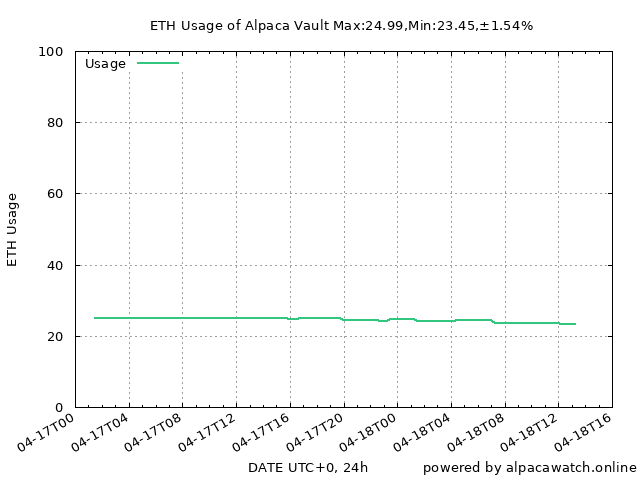 ETH Usage of Alpaca Vault Max:24.99,Min:23.45,±1.54%
Usage
100
80
60
40
20
0
ETH Usage
04-17T00
04-17T04
04-17T08
04-17T12
04-17T16
04-17T20
04-18T00
04-18T04
04-18T08
04-18T12
04-18T16
DATE UTC+0, 24h
powered by alpacawatch.online